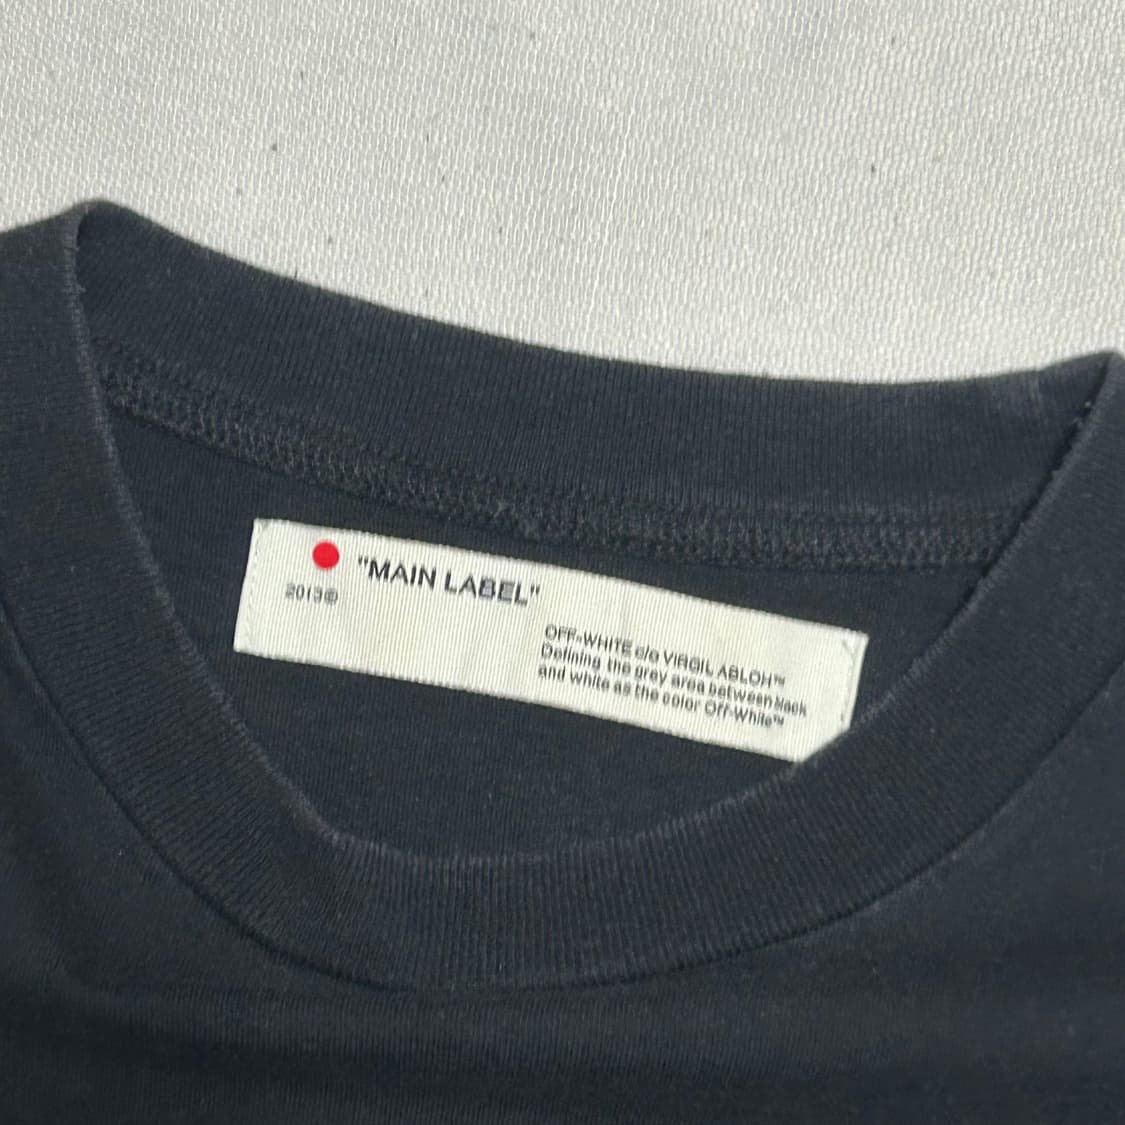 "MAIN LABEL"
2013©
OFF-WHITE c/o VIRGIL ABLOH™
Defining the grey area between black
and white as the color Off-White™